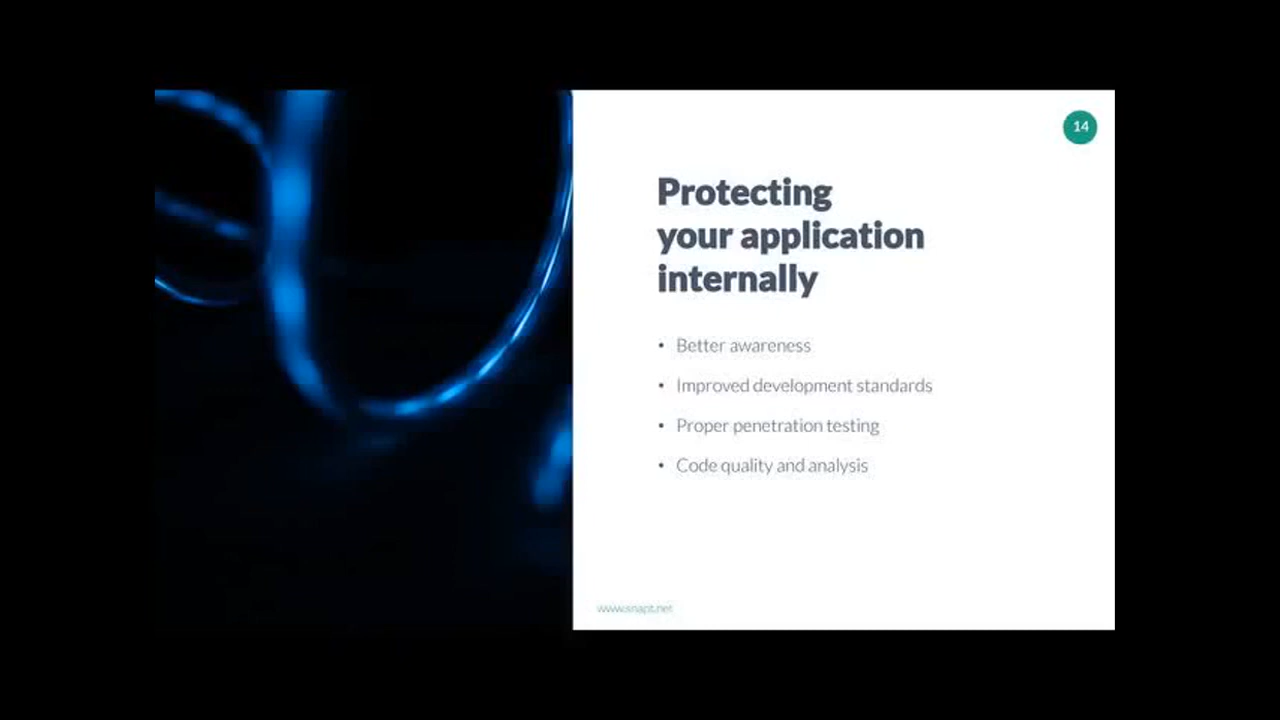 14
Protecting
your application
internally
• Better awareness
• Improved development standards
• Proper penetration testing
• Code quality and analysis
www.snapt.net